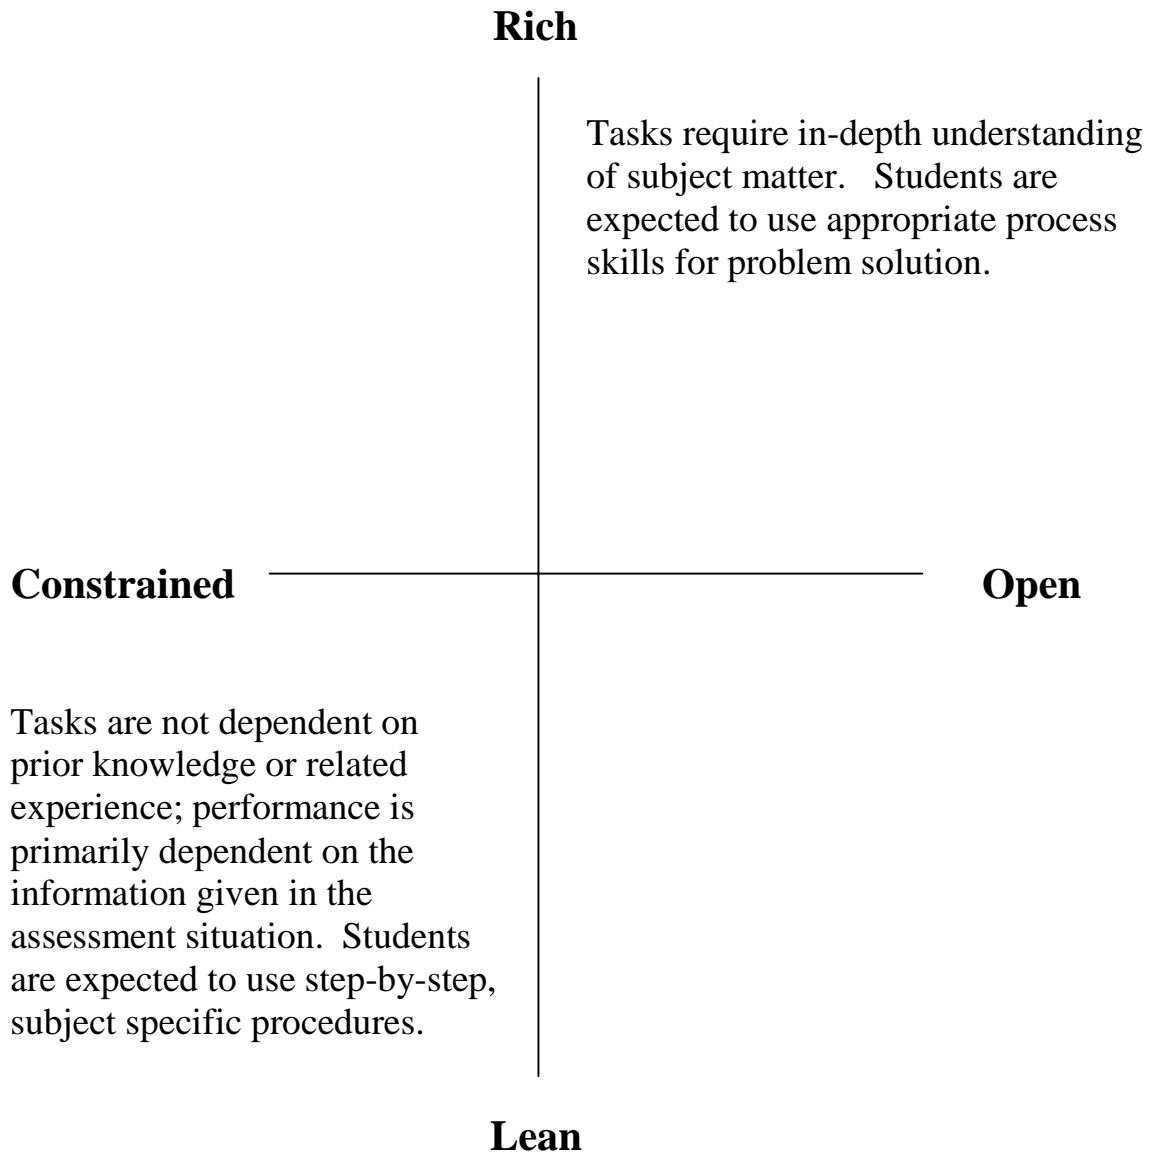 Rich
Tasks require in-depth understanding
of subject matter.   Students are
expected to use appropriate process
skills for problem solution.
Constrained
Open
Tasks are not dependent on
prior knowledge or related
experience; performance is
primarily dependent on the
information given in the
assessment situation.  Students
are expected to use step-by-step,
subject specific procedures.
Lean